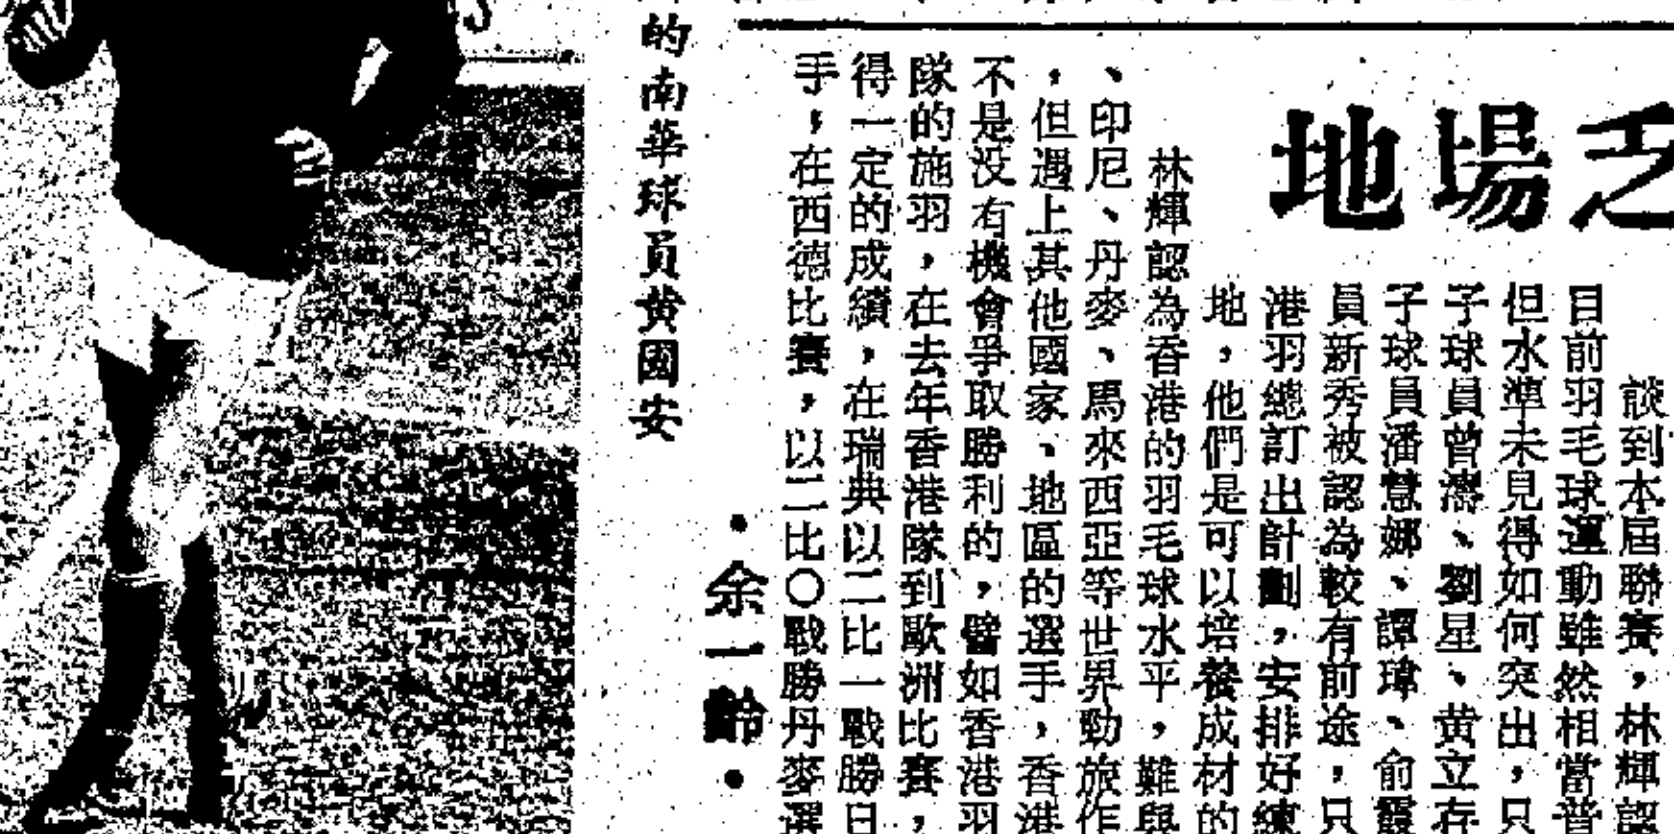 乏場地
談到本屆聯賽，林輝認
目前羽毛球運動雖然相當普
但水準未見得如何突出，只
子球員曾濤、劉星、黃立存
子球員潘慧娜、譚瑋、俞霞
員新秀被認為較有前途，只
港羽總訂出計劃，安排好練
地，他們是可以培養成材的
林輝認為香港的羽毛球水平，難與
、印尼、丹麥、馬來西亞等世界勁旅作
，但遇上其他國家、地區的選手，香港
不是没有機會爭取勝利的，譬如香港羽
隊的施羽，在去年香港隊到歐洲比賽，
得一定的成績，在瑞典以二比一戰勝日
手，在西德比賽，以二比〇戰勝丹麥選
·余一齡·
的南華球員黃國安